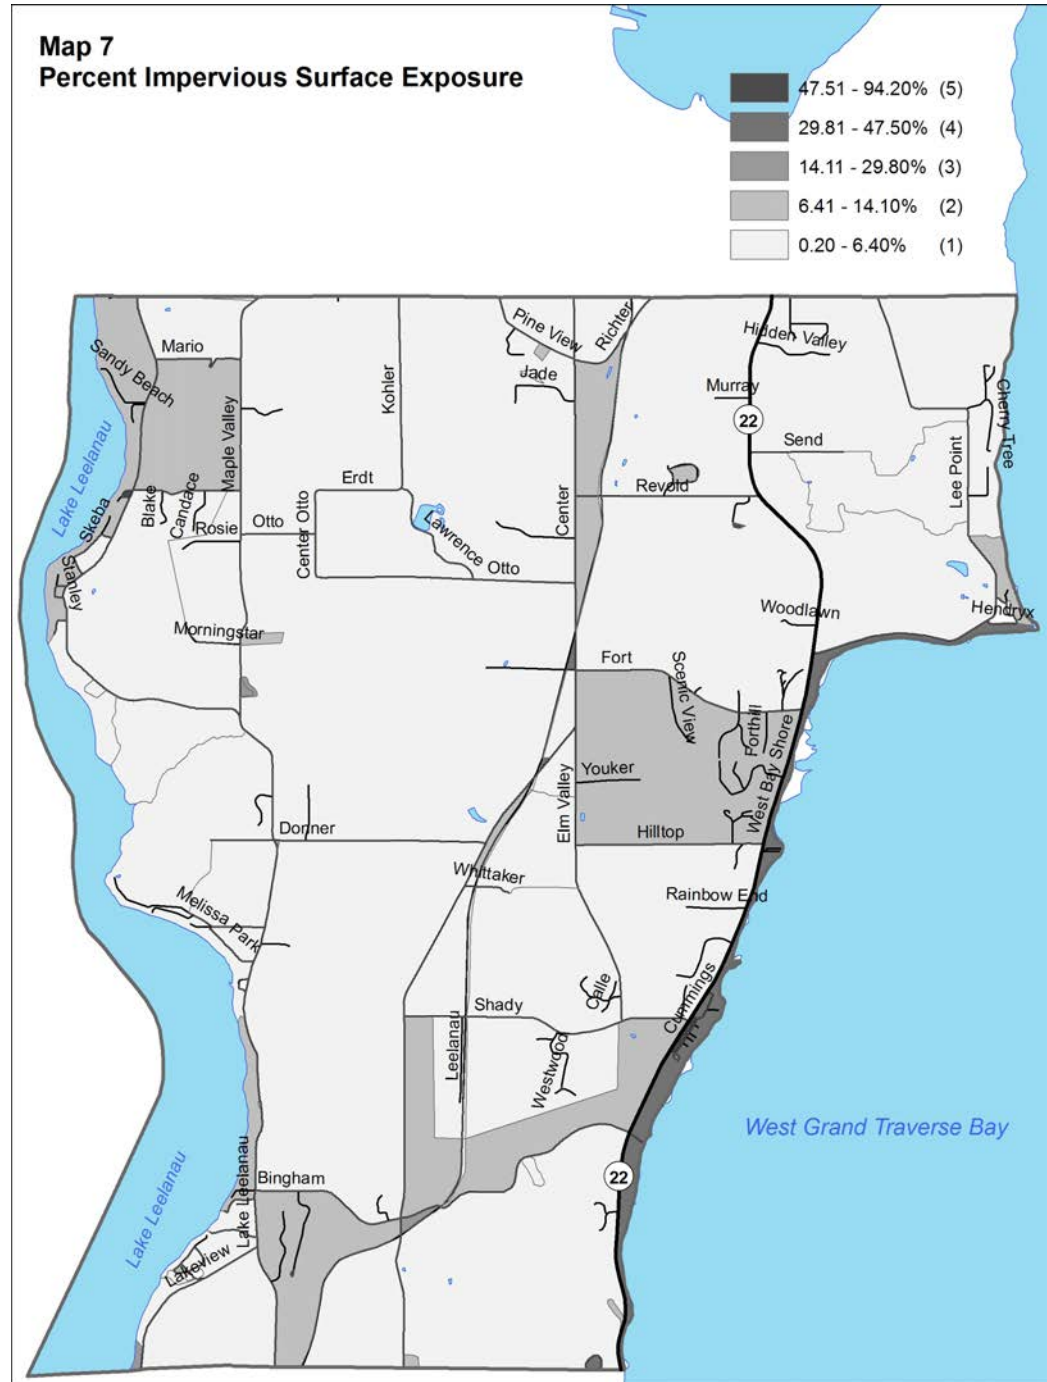 Map 7
Percent Impervious Surface Exposure
47.51 - 94.20% (5)
29.81 - 47.50% (4)
14.11 - 29.80% (3)
6.41 - 14.10% (2)
0.20 - 6.40% (1)
Pine View
Richter
Hidden Valley
Mario
Sandy Beach
Jade
Kohler
Murray
22
Cherry Tree
Maple Valley
Send
Lee Point
Lake Leelanau
Erdt
Revold
Skeba
Blake
Candace
Rosie
Otto
Center Otto
Lawrence
Otto
Center
Stanley
Woodlawn
Hendryx
Morningstar
Fort
Scenic View
Porthill
West Bay Shore
Youker
Elm Valley
Donner
Hilltop
Whittaker
Rainbow End
Melissa Park
Calle
Cummings
Shady
Leelanau
Westwood
West Grand Traverse Bay
Lake Leelanau
Bingham
22
Lake Leelanau
Lakeview